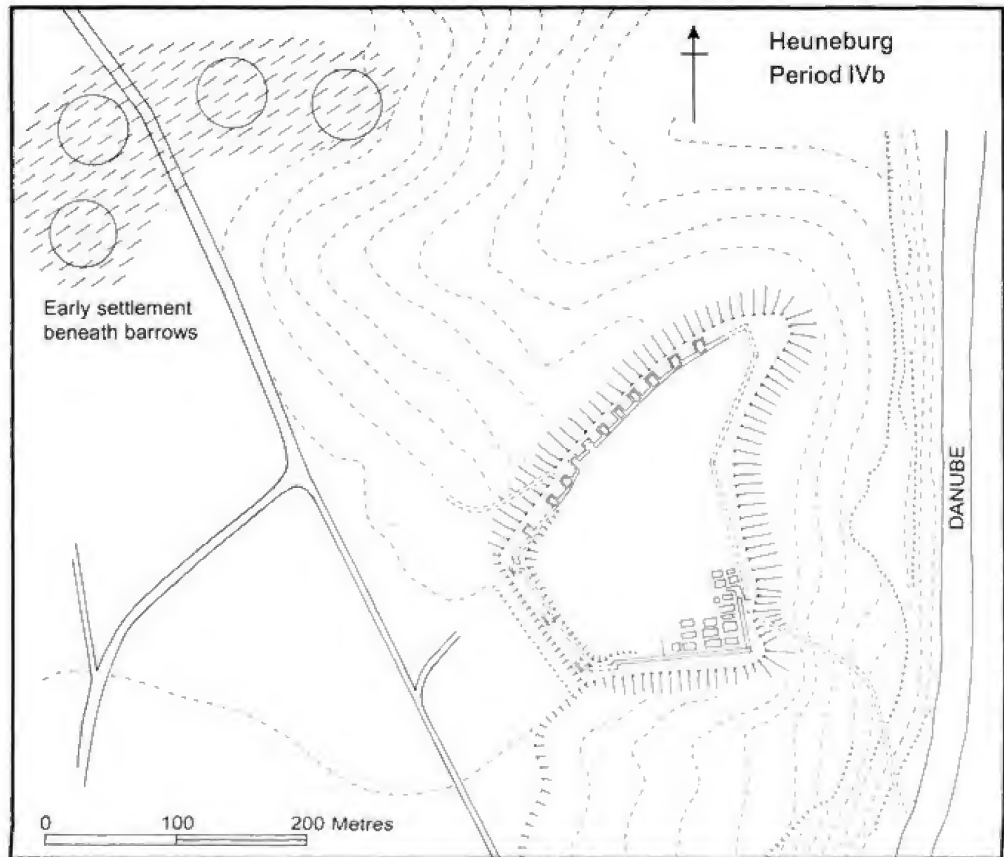 Heuneburg
Period IVb
Early settlement
beneath barrows
DANUBE
0 100 200 Metres